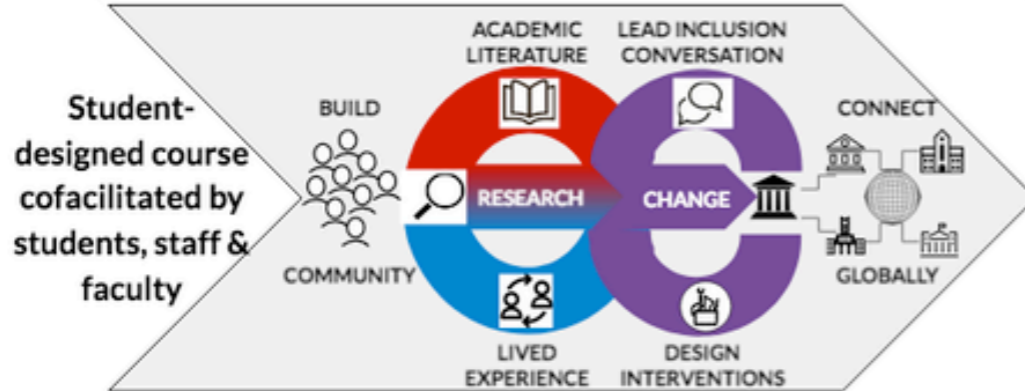 Student-
designed course
cofacilitated by
students, staff &
faculty
BUILD
COMMUNITY
ACADEMIC
LITERATURE
RESEARCH
LIVED
EXPERIENCE
LEAD INCLUSION
CONVERSATION
CHANGE
DESIGN
INTERVENTIONS
CONNECT
GLOBALLY